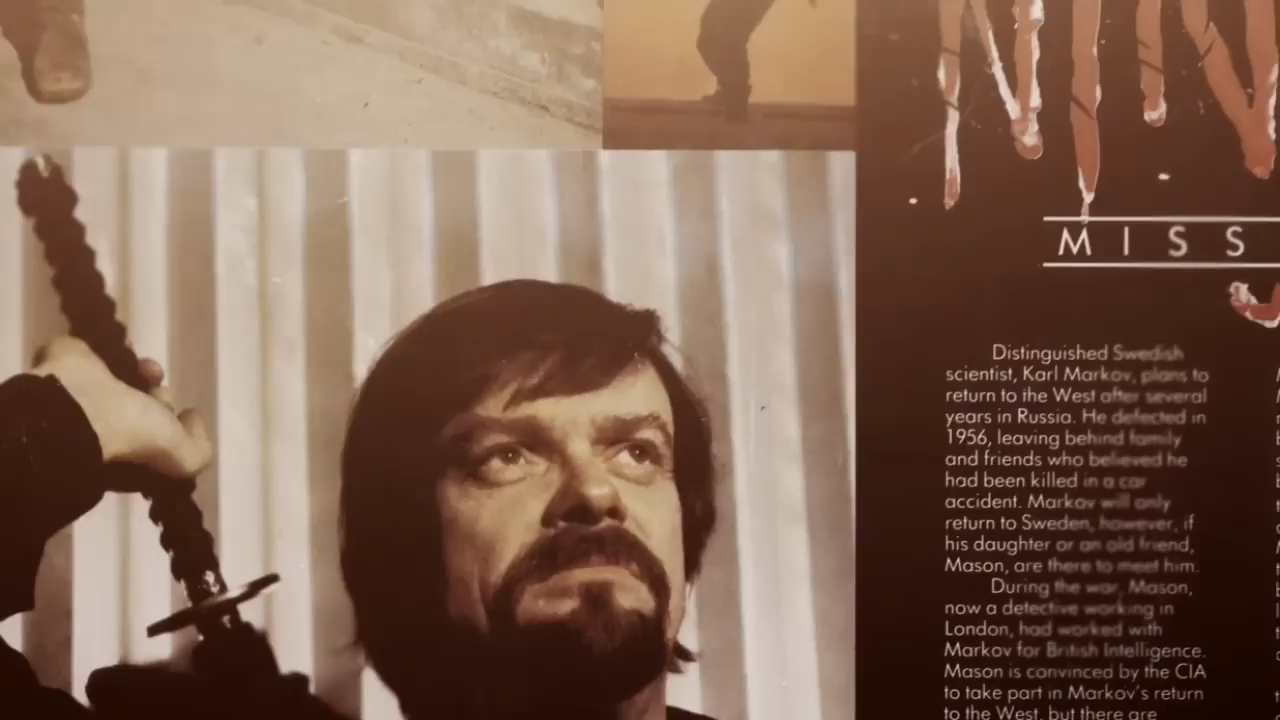 MISS
Distinguished Swedish
scientist, Karl Markov, plans to
return to the West after several
years in Russia. He defected in
1956, leaving behind family
and friends who believed he
had been killed in a car
accident. Markov will only
return to Sweden, however, if
his daughter or an old friend,
Mason, are there to meet him.
During the war, Mason,
now a detective working in
London, had worked with
Markov for British Intelligence.
Mason is convinced by the CIA
to take part in Markov's return
to the West, but there are